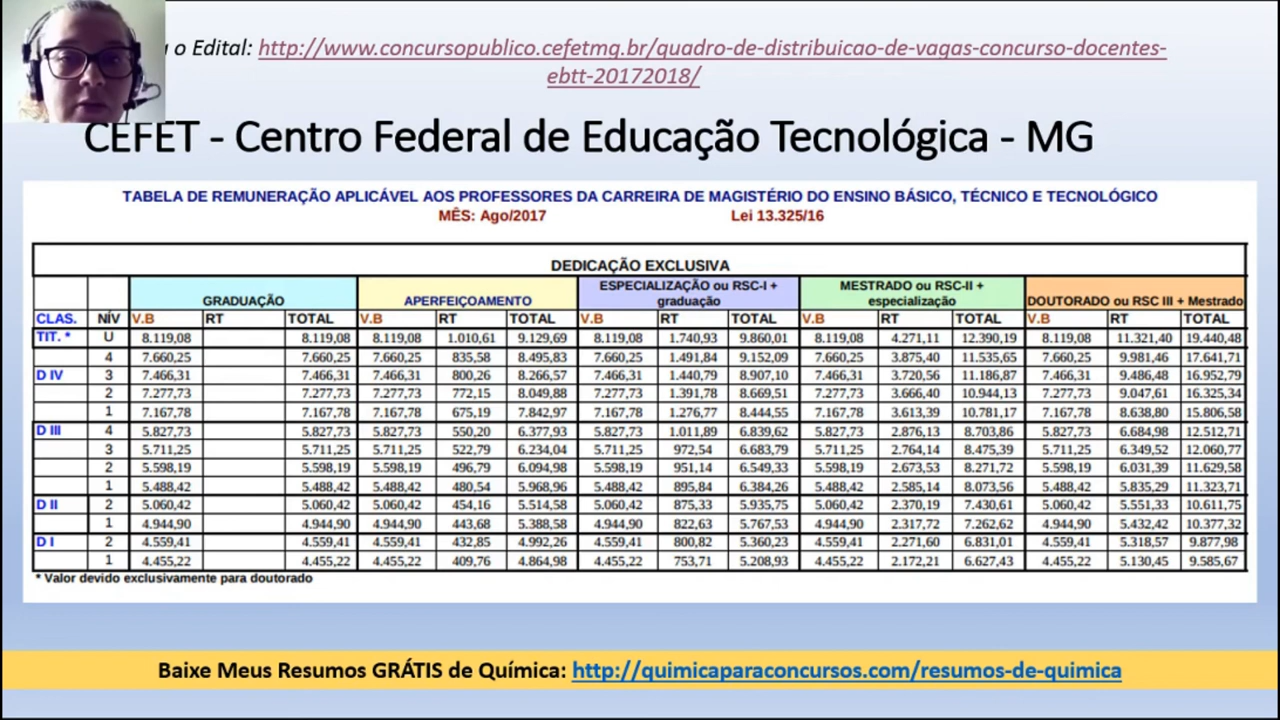 o Edital: http://www.concursopublico.cefetmg.br/quadro-de-distribuicao-de-vagas-concurso-docentes-
ebtt-20172018/
CEFET - Centro Federal de Educação Tecnológica - MG
TABELA DE REMUNERAÇÃO APLICÁVEL AOS PROFESSORES DA CARREIRA DE MAGISTÉRIO DO ENSINO BÁSICO, TÉCNICO E TECNOLÓGICO
MÊS: Ago/2017 Lei 13.325/16
DEDICAÇÃO EXCLUSIVA
GRADUAÇÃO APERFEIÇOAMENTO ESPECIALIZAÇÃO ou RSC-I + graduação MESTRADO ou RSC-II + especialização DOUTORADO ou RSC III + Mestrado
CLAS. NÍV V.B RT TOTAL V.B RT TOTAL V.B RT TOTAL V.B RT TOTAL V.B RT TOTAL
TIT. * U 8.119,08 8.119,08 8.119,08 1.010,61 9.129,69 8.119,08 1.740,93 9.860,01 8.119,08 4.271,11 12.390,19 8.119,08 11.321,40 19.440,48
4 7.660,25 7.660,25 7.660,25 835,58 8.495,83 7.660,25 1.491,84 9.152,09 7.660,25 3.875,40 11.535,65 7.660,25 9.981,46 17.641,71
D IV 3 7.466,31 7.466,31 7.466,31 800,26 8.266,57 7.466,31 1.440,79 8.907,10 7.466,31 3.720,56 11.186,87 7.466,31 9.486,48 16.952,79
2 7.277,73 7.277,73 7.277,73 772,15 8.049,88 7.277,73 1.391,78 8.669,51 7.277,73 3.666,40 10.944,13 7.277,73 9.047,61 16.325,34
1 7.167,78 7.167,78 7.167,78 675,19 7.842,97 7.167,78 1.276,77 8.444,55 7.167,78 3.613,39 10.781,17 7.167,78 8.638,80 15.806,58
D III 4 5.827,73 5.827,73 5.827,73 550,20 6.377,93 5.827,73 1.011,89 6.839,62 5.827,73 2.876,13 8.703,86 5.827,73 6.684,98 12.512,71
3 5.711,25 5.711,25 5.711,25 522,79 6.234,04 5.711,25 972,54 6.683,79 5.711,25 2.764,14 8.475,39 5.711,25 6.349,52 12.060,77
2 5.598,19 5.598,19 5.598,19 496,79 6.094,98 5.598,19 951,14 6.549,33 5.598,19 2.673,53 8.271,72 5.598,19 6.031,39 11.629,58
1 5.488,42 5.488,42 5.488,42 480,54 5.968,96 5.488,42 895,84 6.384,26 5.488,42 2.585,14 8.073,56 5.488,42 5.835,29 11.323,71
D II 2 5.060,42 5.060,42 5.060,42 454,16 5.514,58 5.060,42 875,33 5.935,75 5.060,42 2.370,19 7.430,61 5.060,42 5.551,33 10.611,75
1 4.944,90 4.944,90 4.944,90 443,68 5.388,58 4.944,90 822,63 5.767,53 4.944,90 2.317,72 7.262,62 4.944,90 5.432,42 10.377,32
D I 2 4.559,41 4.559,41 4.559,41 432,85 4.992,26 4.559,41 800,82 5.360,23 4.559,41 2.271,60 6.831,01 4.559,41 5.318,57 9.877,98
1 4.455,22 4.455,22 4.455,22 409,76 4.864,98 4.455,22 753,71 5.208,93 4.455,22 2.172,21 6.627,43 4.455,22 5.130,45 9.585,67
* Valor devido exclusivamente para doutorado
Baixe Meus Resumos GRÁTIS de Química: http://quimicaparaconcursos.com/resumos-de-quimica